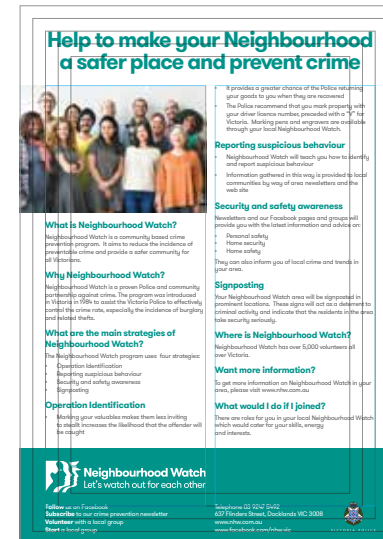 Help to make your Neighbourhood
a safer place and prevent crime
What is Neighbourhood Watch?
Neighbourhood Watch is a community based crime
prevention program. It aims to reduce the incidence of
preventable crime and provide a safer community for
all Victorians.
Why Neighbourhood Watch?
Neighbourhood Watch is a proven Police and community
partnership against crime. The program was introduced
in Victoria in 1984 to assist the Victoria Police to effectively
control the crime rate, especially the incidence of burglary
and related thefts.
What are the main strategies of
Neighbourhood Watch?
The Neighbourhood Watch program uses four strategies:
• Operation Identification
• Reporting suspicious behaviour
• Security and safety awareness
• Signposting
Operation Identification
• Marking your valuables makes them less inviting
to stealit increases the likelihood that the offender will
be caught
• It provides a greater chance of the Police returning
your goods to you when they are recovered
• The Police recommend that you mark property with
your driver licence number, preceded with a "V" for
Victoria. Marking pens and engravers are available
through your local Neighbourhood Watch.
Reporting suspicious behaviour
• Neighbourhood Watch will teach you how to identify
and report suspicious behaviour
• Information gathered in this way is provided to local
communities by way of area newsletters and the
web site
Security and safety awareness
Newsletters and our Facebook pages and groups will
provide you with the latest information and advice on:
• Personal safety
• Home security
• Home safety
They can also inform you of local crime and trends in
your area.
Signposting
Your Neighbourhood Watch area will be signposted in
prominent locations. These signs will act as a deterrent to
criminal activity and indicate that the residents in the area
take security seriously.
Where is Neighbourhood Watch?
Neighbourhood Watch has over 5,000 volunteers all
over Victoria.
Want more information?
To get more information on Neighbourhood Watch in your
area, please visit www.nhw.com.au
What would I do if I joined?
There are roles for you in your local Neighbourhood Watch
which would cater for your skills, energy
and interests.
Neighbourhood Watch
Let's watch out for each other
Follow us on Facebook
Subscribe to our crime prevention newsletter
Volunteer with a local group
Start a local group
Telephone 03 9247 5492
637 Flinders Street, Docklands VIC 3008
www.nhw.com.au
www.facebook.com/nhw.vic
VICTORIA POLICE